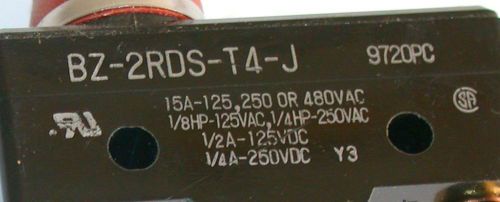 BZ-2RDS-T4-J 9720PC
15A-125,250 OR 480VAC
1/8HP-125VAC,1/4HP-250VAC
1/2A-125VDC
1/4A-250VDC Y3